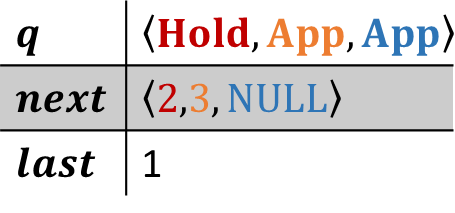 q ⟨Hold, App, App⟩
next ⟨2,3, NULL⟩
last 1